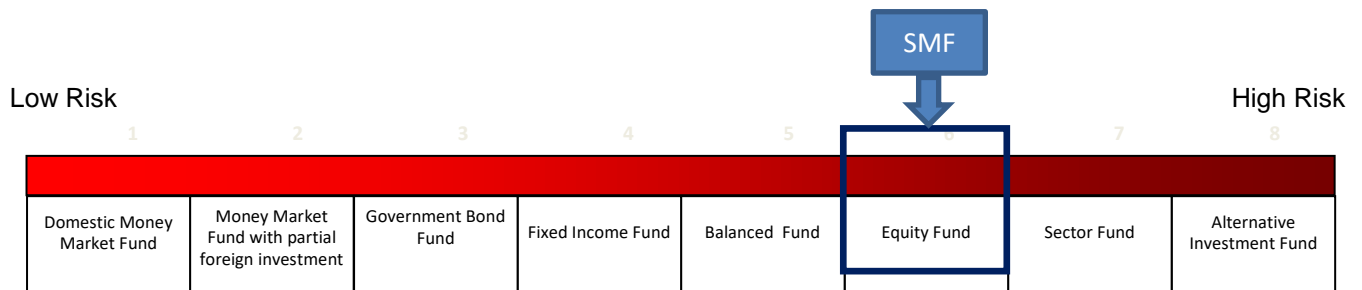 SMF
Low Risk
High Risk
1 2 3 4 5 6 7 8
Domestic Money
Market Fund
Money Market
Fund with partial
foreign investment
Government Bond
Fund
Fixed Income Fund
Balanced Fund
Equity Fund
Sector Fund
Alternative
Investment Fund